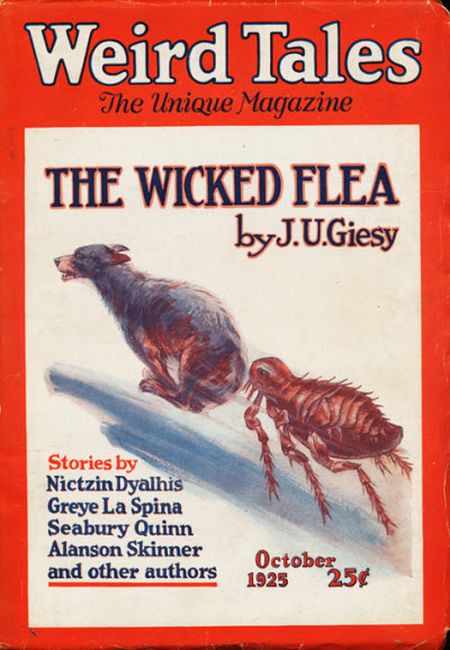 Weird Tales
The Unique Magazine
THE WICKED FLEA
by J. U. Giesy
Stories by
Nictzin Dyalhis
Greye La Spina
Seabury Quinn
Alanson Skinner
and other authors
October
1925 25¢